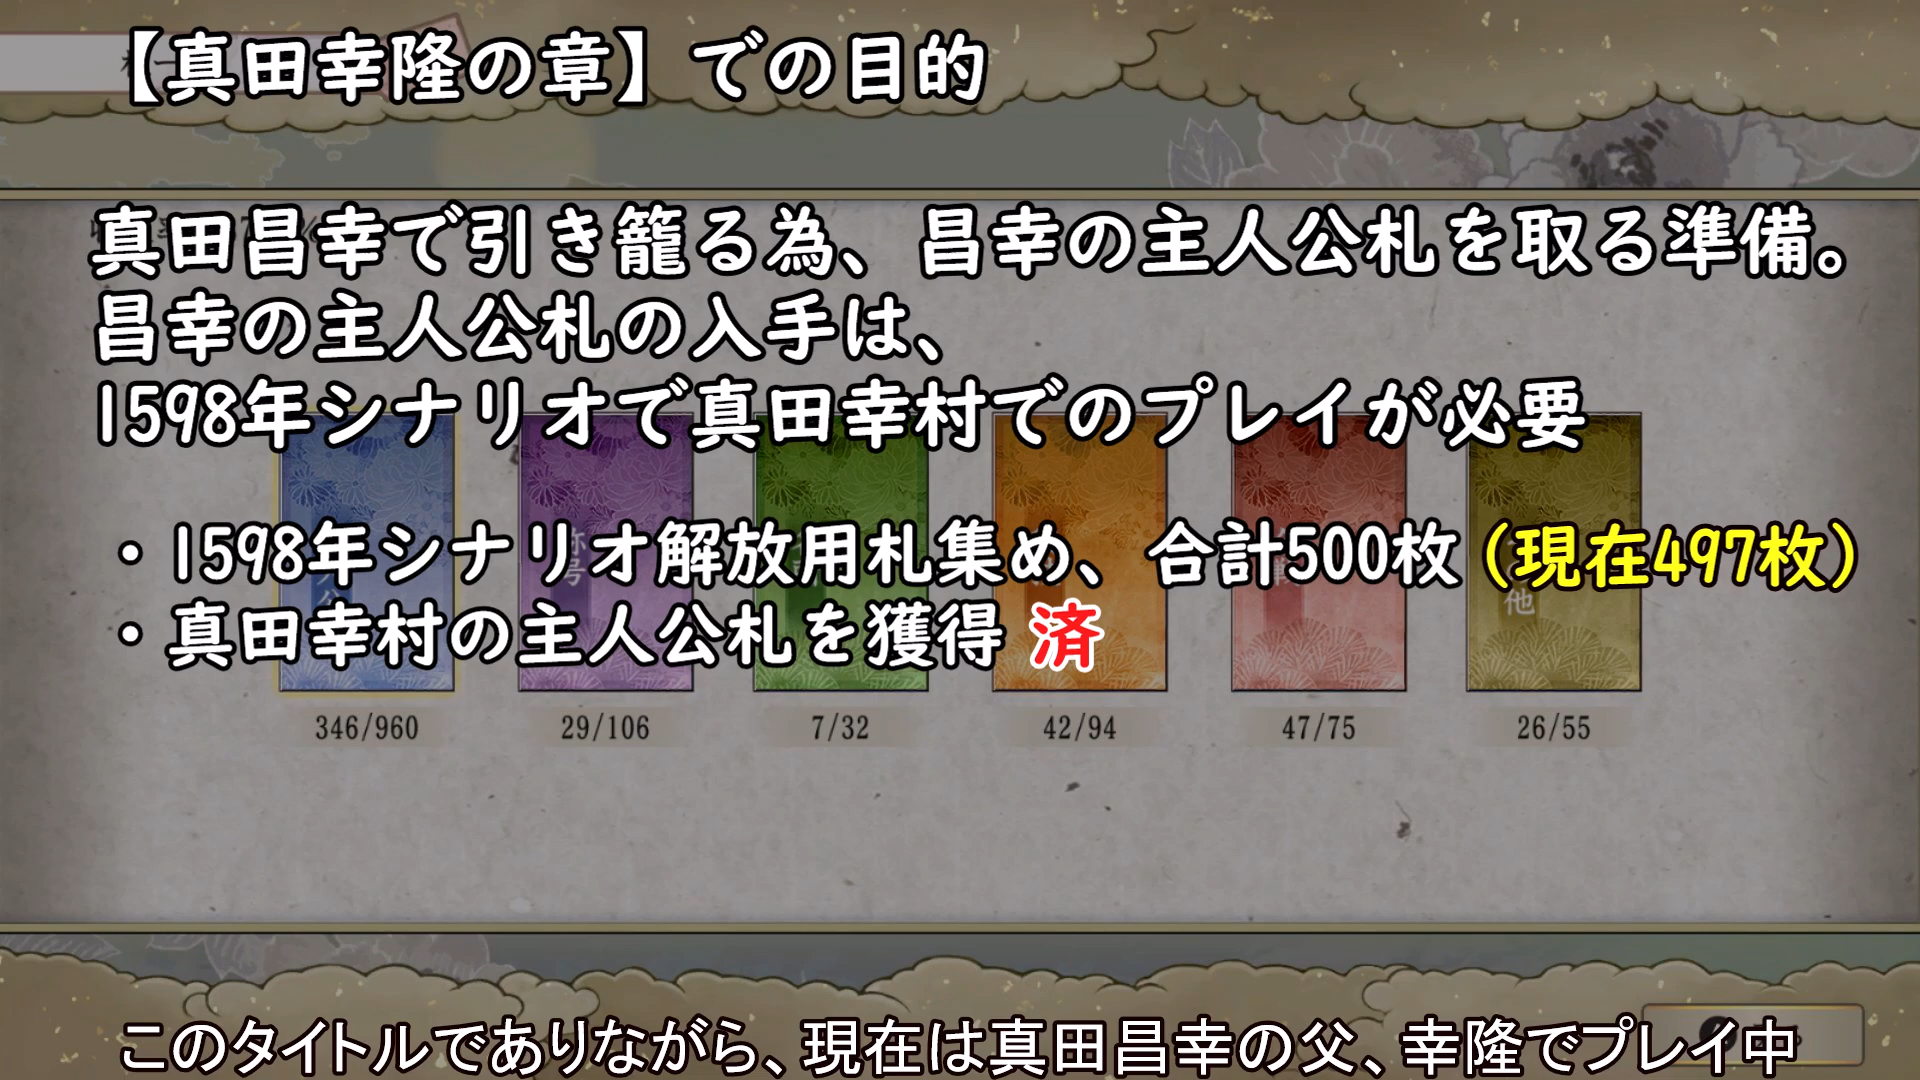 【真田幸隆の章】での目的
真田昌幸で引き籠る為、昌幸の主人公札を取る準備。
昌幸の主人公札の入手は、
1598年シナリオで真田幸村でのプレイが必要
・1598年シナリオ解放用札集め、合計500枚（現在497枚）
・真田幸村の主人公札を獲得 済
他
346/960 29/106 7/32 42/94 47/75 26/55
このタイトルでありながら、現在は真田昌幸の父、幸隆でプレイ中